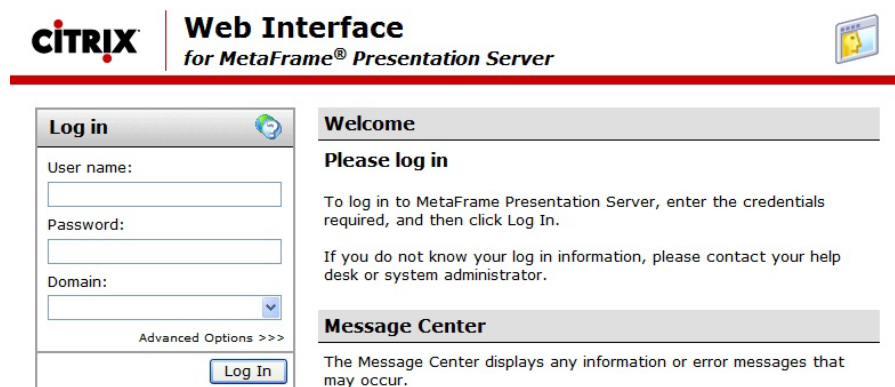 CITRIX
Web Interface
for MetaFrame® Presentation Server
Log in
User name:
Password:
Domain:
Advanced Options >>>
Log In
Welcome
Please log in
To log in to MetaFrame Presentation Server, enter the credentials
required, and then click Log In.
If you do not know your log in information, please contact your help
desk or system administrator.
Message Center
The Message Center displays any information or error messages that
may occur.